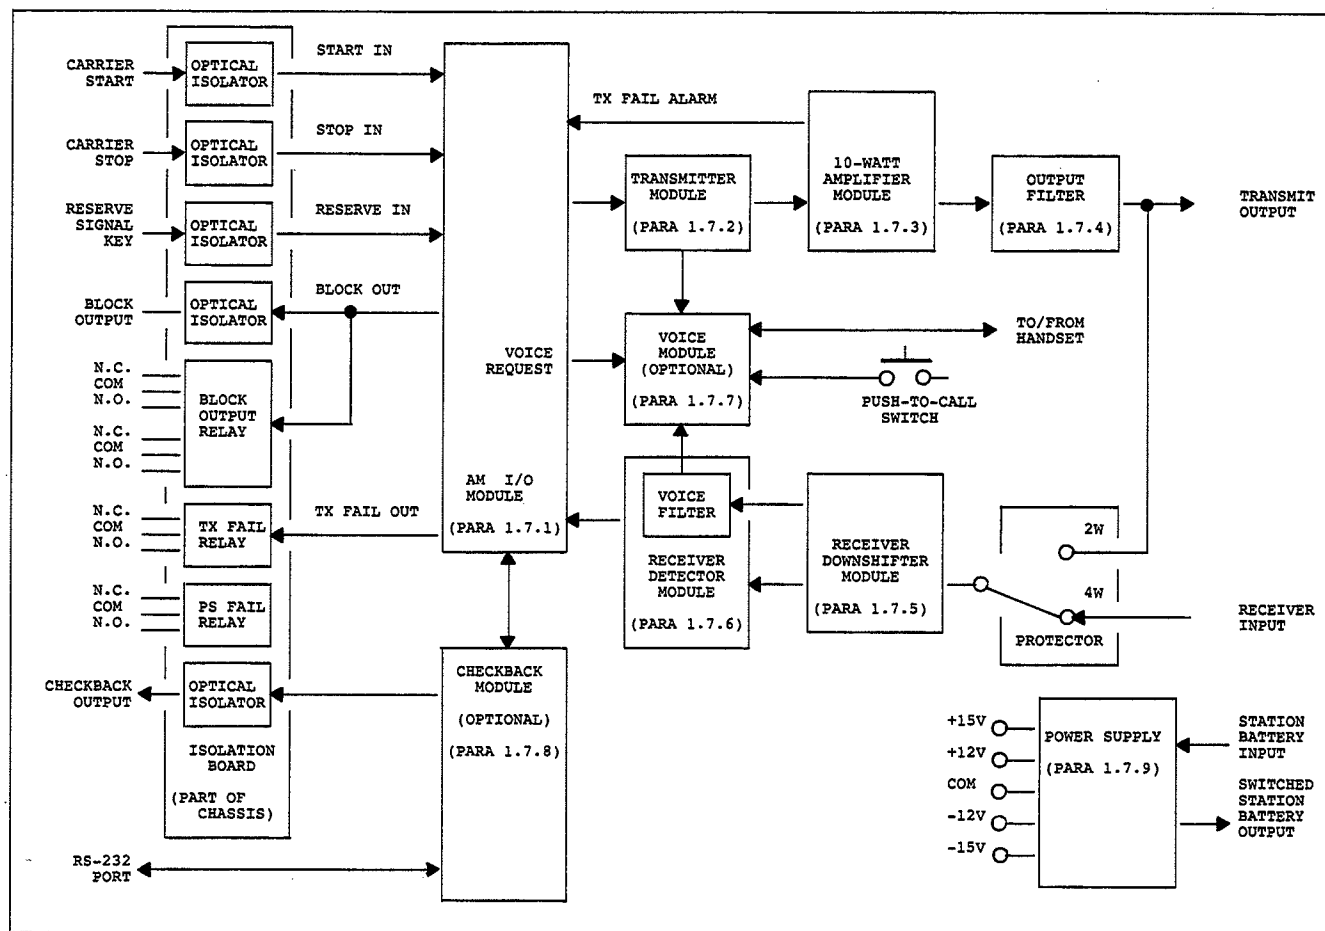 CARRIER
START
OPTICAL
ISOLATOR
START IN
CARRIER
STOP
OPTICAL
ISOLATOR
STOP IN
RESERVE
SIGNAL
KEY
OPTICAL
ISOLATOR
RESERVE IN
BLOCK
OUTPUT
OPTICAL
ISOLATOR
BLOCK OUT
N.C.
COM
N.O.
N.C.
COM
N.O.
BLOCK
OUTPUT
RELAY
N.C.
COM
N.O.
TX FAIL
RELAY
TX FAIL OUT
N.C.
COM
N.O.
PS FAIL
RELAY
CHECKBACK
OUTPUT
OPTICAL
ISOLATOR
ISOLATION
BOARD
(PART OF
CHASSIS)
RS-232
PORT
VOICE
REQUEST
AM I/O
MODULE
(PARA 1.7.1)
CHECKBACK
MODULE
(OPTIONAL)
(PARA 1.7.8)
TX FAIL ALARM
TRANSMITTER
MODULE
(PARA 1.7.2)
10-WATT
AMPLIFIER
MODULE
(PARA 1.7.3)
OUTPUT
FILTER
(PARA 1.7.4)
TRANSMIT
OUTPUT
VOICE
MODULE
(OPTIONAL)
(PARA 1.7.7)
TO/FROM
HANDSET
PUSH-TO-CALL
SWITCH
VOICE
FILTER
RECEIVER
DETECTOR
MODULE
(PARA 1.7.6)
RECEIVER
DOWNSHIFTER
MODULE
(PARA 1.7.5)
2W
4W
PROTECTOR
RECEIVER
INPUT
+15V
+12V
COM
-12V
-15V
POWER SUPPLY
(PARA 1.7.9)
STATION
BATTERY
INPUT
SWITCHED
STATION
BATTERY
OUTPUT